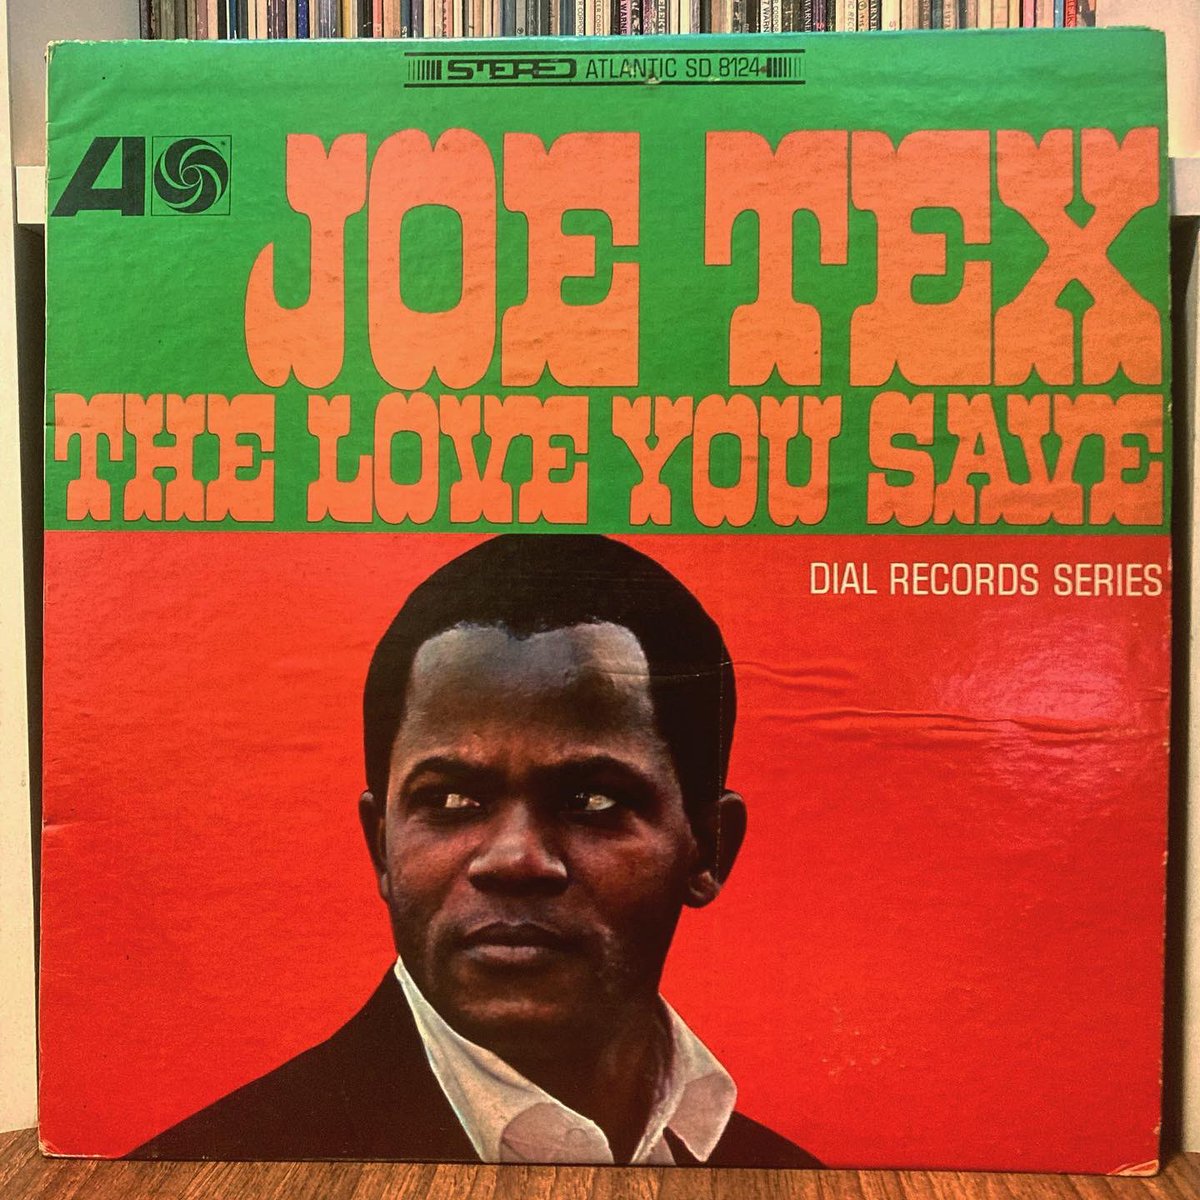 STEREO ATLANTIC SD 8124
A
JOE TEX
THE LOVE YOU SAVE
DIAL RECORDS SERIES